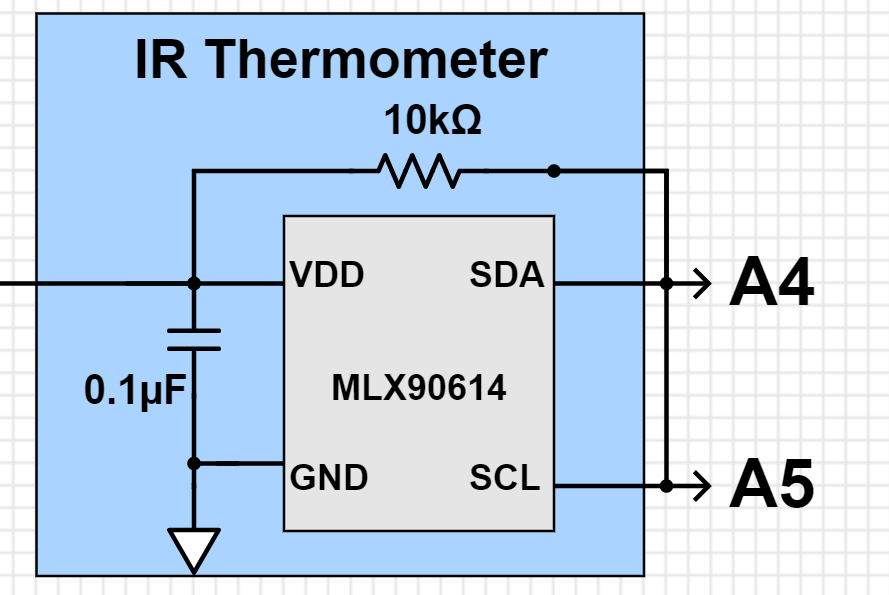 IR Thermometer
10kΩ
VDD
SDA
A4
0.1µF
MLX90614
GND
SCL
A5